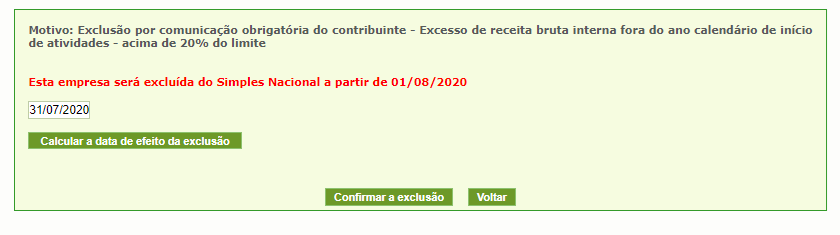 Motivo: Exclusão por comunicação obrigatória do contribuinte - Excesso de receita bruta interna fora do ano calendário de início
de atividades - acima de 20% do limite
Esta empresa será excluída do Simples Nacional a partir de 01/08/2020
31/07/2020
Calcular a data de efeito da exclusão
Confirmar a exclusão
Voltar